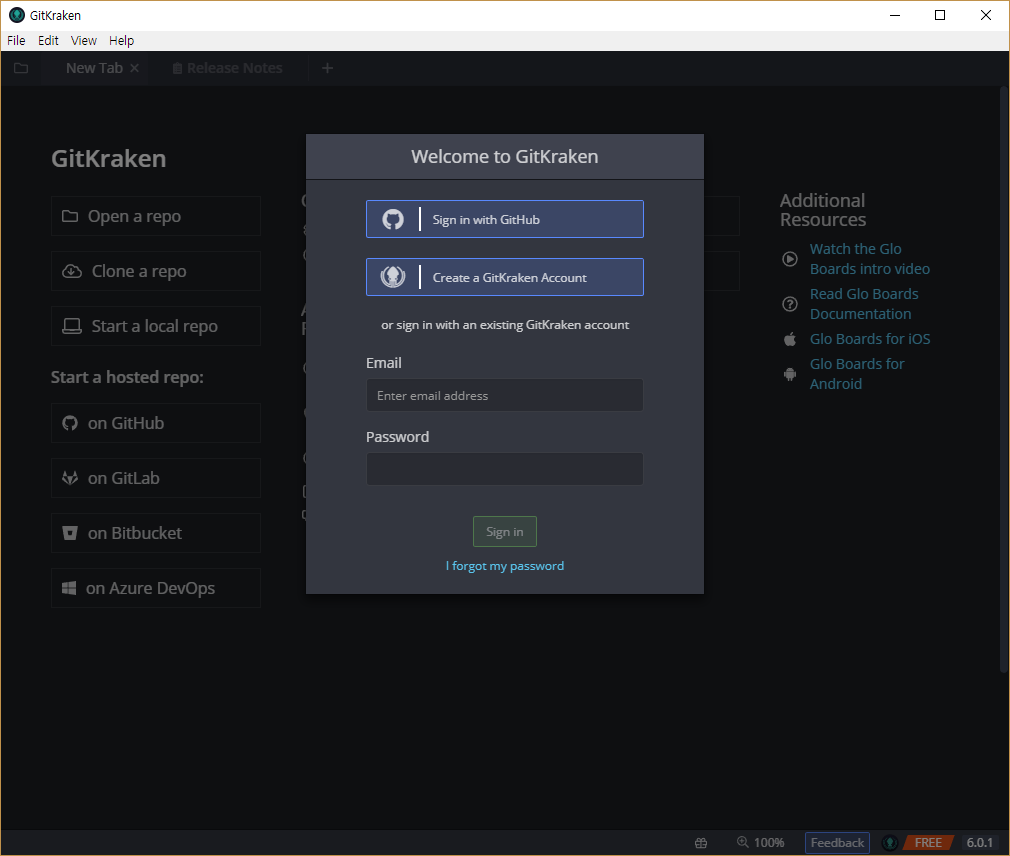 GitKraken
File Edit View Help
New Tab
Release Notes
GitKraken
Open a repo
Clone a repo
Start a local repo
Start a hosted repo:
on GitHub
on GitLab
on Bitbucket
on Azure DevOps
Welcome to GitKraken
Sign in with GitHub
Create a GitKraken Account
or sign in with an existing GitKraken account
Email
Enter email address
Password
Sign in
I forgot my password
Additional
Resources
Watch the Glo
Boards intro video
Read Glo Boards
Documentation
Glo Boards for iOS
Glo Boards for
Android
100%
Feedback
FREE
6.0.1